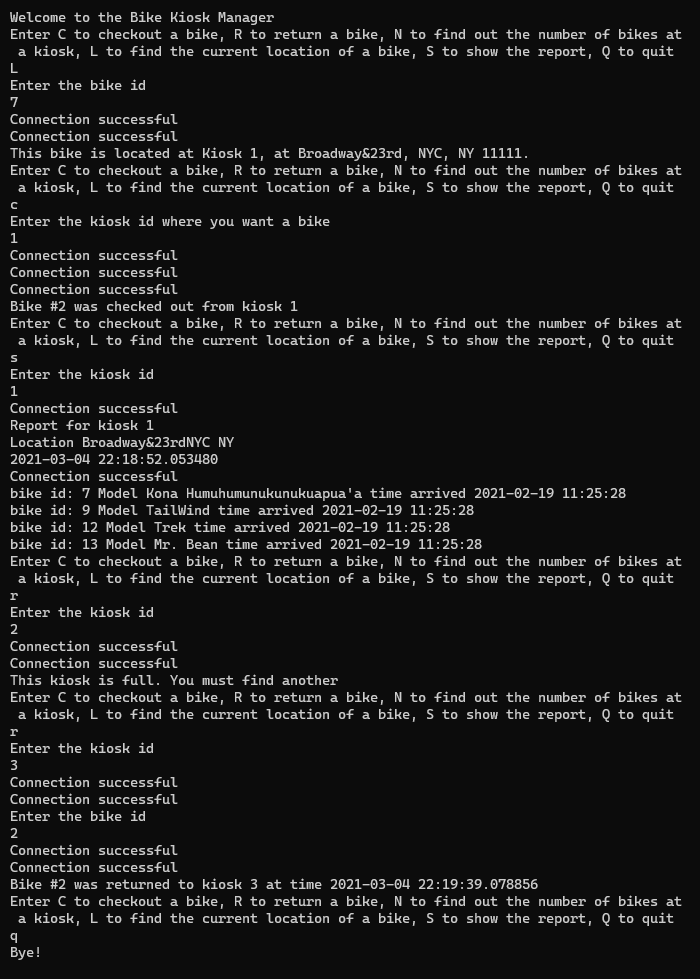 Welcome to the Bike Kiosk Manager
Enter C to checkout a bike, R to return a bike, N to find out the number of bikes at
 a kiosk, L to find the current location of a bike, S to show the report, Q to quit
L
Enter the bike id
7
Connection successful
Connection successful
This bike is located at Kiosk 1, at Broadway&23rd, NYC, NY 11111.
Enter C to checkout a bike, R to return a bike, N to find out the number of bikes at
 a kiosk, L to find the current location of a bike, S to show the report, Q to quit
c
Enter the kiosk id where you want a bike
1
Connection successful
Connection successful
Connection successful
Bike #2 was checked out from kiosk 1
Enter C to checkout a bike, R to return a bike, N to find out the number of bikes at
 a kiosk, L to find the current location of a bike, S to show the report, Q to quit
s
Enter the kiosk id
1
Connection successful
Report for kiosk 1
Location Broadway&23rdNYC NY
2021-03-04 22:18:52.053480
Connection successful
bike id: 7 Model Kona Humuhumunukunukuapua'a time arrived 2021-02-19 11:25:28
bike id: 9 Model TailWind time arrived 2021-02-19 11:25:28
bike id: 12 Model Trek time arrived 2021-02-19 11:25:28
bike id: 13 Model Mr. Bean time arrived 2021-02-19 11:25:28
Enter C to checkout a bike, R to return a bike, N to find out the number of bikes at
 a kiosk, L to find the current location of a bike, S to show the report, Q to quit
r
Enter the kiosk id
2
Connection successful
Connection successful
This kiosk is full. You must find another
Enter C to checkout a bike, R to return a bike, N to find out the number of bikes at
 a kiosk, L to find the current location of a bike, S to show the report, Q to quit
r
Enter the kiosk id
3
Connection successful
Connection successful
Enter the bike id
2
Connection successful
Connection successful
Bike #2 was returned to kiosk 3 at time 2021-03-04 22:19:39.078856
Enter C to checkout a bike, R to return a bike, N to find out the number of bikes at
 a kiosk, L to find the current location of a bike, S to show the report, Q to quit
q
Bye!